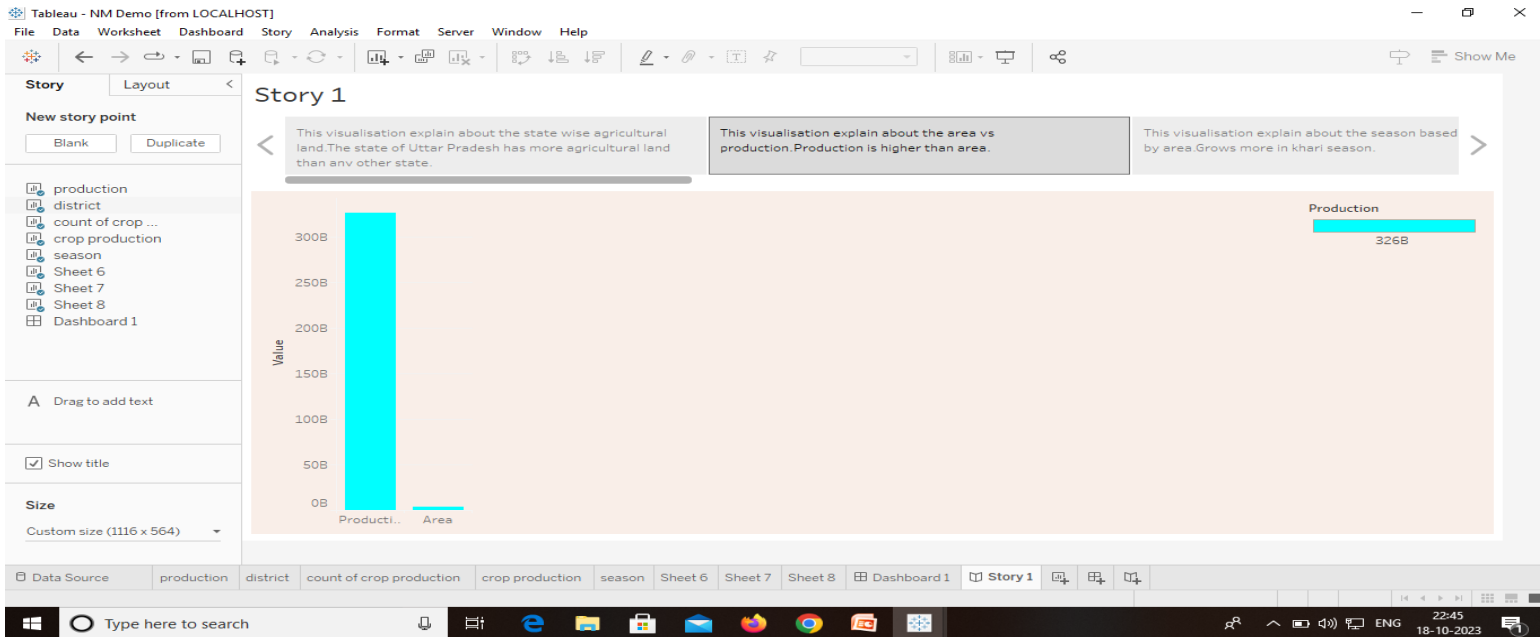 Tableau - NM Demo [from LOCALHOST]
File Data Worksheet Dashboard Story Analysis Format Server Window Help
Show Me
Story Layout
New story point
Blank Duplicate
production
district
count of crop ...
crop production
season
Sheet 6
Sheet 7
Sheet 8
Dashboard 1
A Drag to add text
Show title
Size
Custom size (1116 x 564)
Story 1
This visualisation explain about the state wise agricultural
land.The state of Uttar Pradesh has more agricultural land
than any other state.
This visualisation explain about the area vs
production.Production is higher than area.
This visualisation explain about the season based
by area.Grows more in khari season.
300B
250B
200B
150B
100B
50B
0B
Value
Producti.. Area
Production
326B
Data Source production district count of crop production crop production season Sheet 6 Sheet 7 Sheet 8 Dashboard 1 Story 1
Type here to search
ENG
22:45
18-10-2023
1